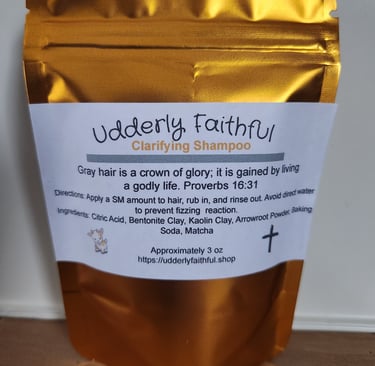 Udderly Faithful
Clarifying Shampoo
Gray hair is a crown of glory; it is gained by living
a godly life. Proverbs 16:31
Directions: Apply a SM amount to hair, rub in, and rinse out. Avoid direct water
to prevent fizzing reaction.
Ingredients: Citric Acid, Bentonite Clay, Kaolin Clay, Arrowroot Powder, Baking
Soda, Matcha
Approximately 3 oz
https://udderlyfaithful.shop